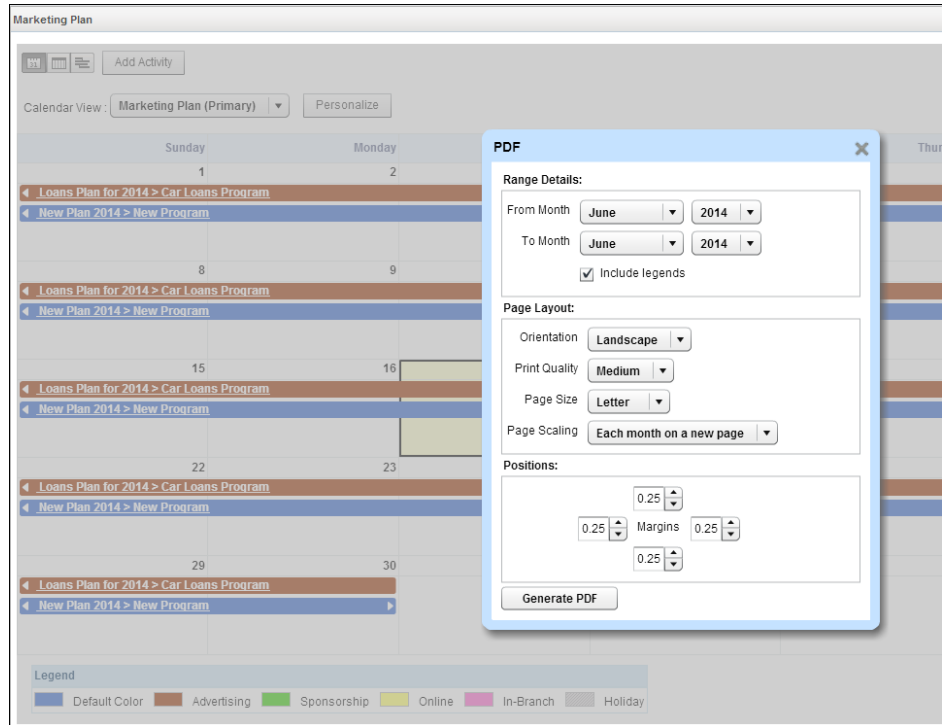 Marketing Plan
31
Add Activity
Calendar View : Marketing Plan (Primary) Personalize
Sunday Monday Thur
1 2
Loans Plan for 2014 > Car Loans Program
New Plan 2014 > New Program
8 9
Loans Plan for 2014 > Car Loans Program
New Plan 2014 > New Program
15 16
Loans Plan for 2014 > Car Loans Program
New Plan 2014 > New Program
22 23
Loans Plan for 2014 > Car Loans Program
New Plan 2014 > New Program
29 30
Loans Plan for 2014 > Car Loans Program
New Plan 2014 > New Program
Legend
Default Color Advertising Sponsorship Online In-Branch Holiday
PDF
Range Details:
From Month June 2014
To Month June 2014
Include legends
Page Layout:
Orientation Landscape
Print Quality Medium
Page Size Letter
Page Scaling Each month on a new page
Positions:
0.25
0.25 Margins 0.25
0.25
Generate PDF